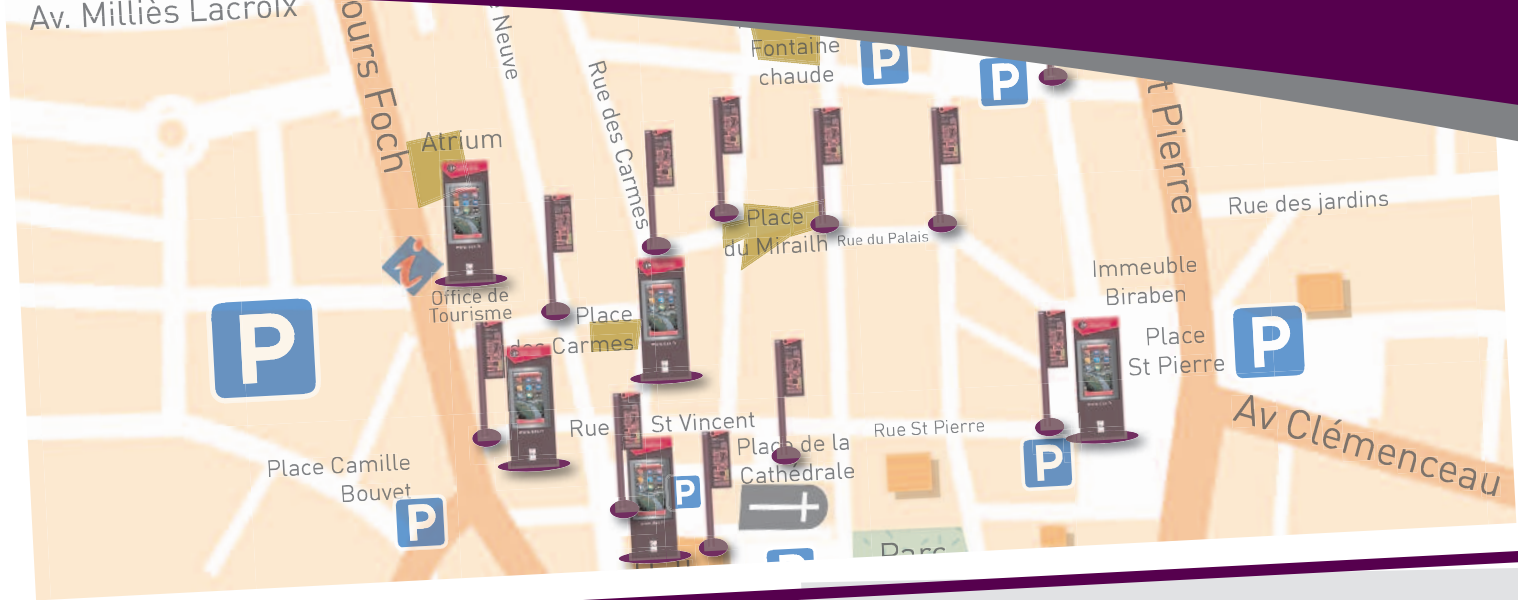 Av. Milliès Lacroix
ours Foch
Neuve
Rue des Carmes
Fontaine
chaude
P
P
t Pierre
Atrium
Place
du Mirailh
Rue du Palais
Rue des jardins
i
Office de
Tourisme
Place
des Carmes
Immeuble
Biraben
Place
St Pierre
P
P
Rue St Vincent
Place de la
Cathédrale
Rue St Pierre
Av Clémenceau
Place Camille
Bouvet
P
P
P
Parc